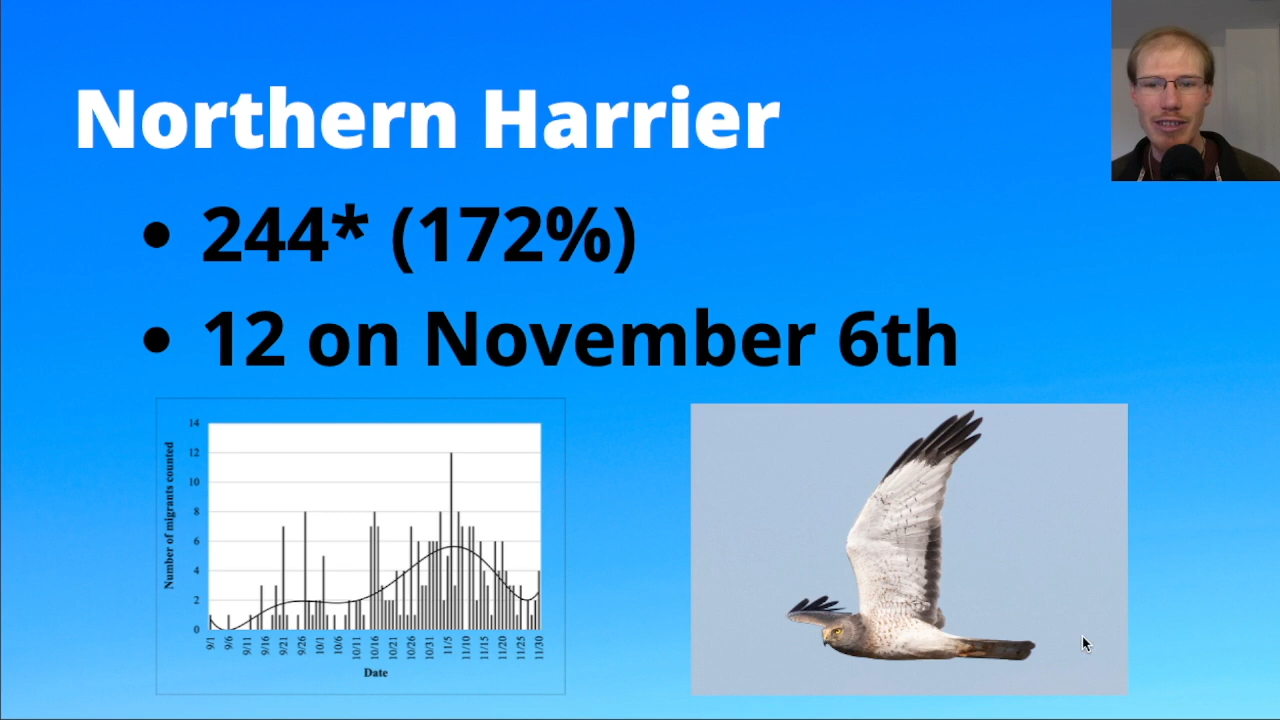 Northern Harrier
• 244* (172%)
• 12 on November 6th
Number of migrants counted
14
12
10
8
6
4
2
0
9/1 9/6 9/11 9/16 9/21 9/26 10/1 10/6 10/11 10/16 10/21 10/26 10/31 11/5 11/10 11/15 11/20 11/25 11/30
Date